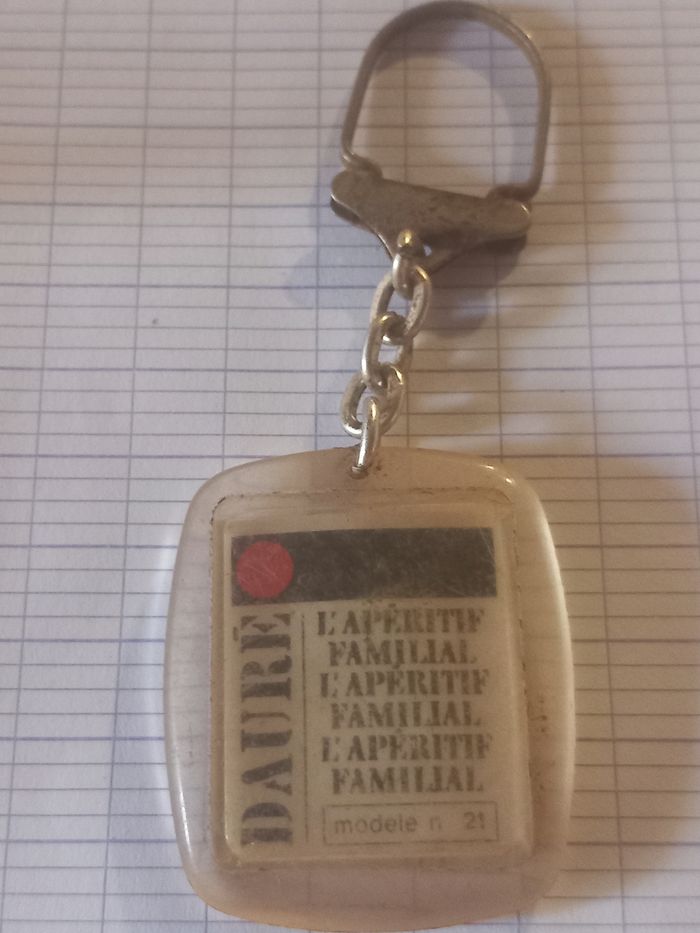 DAURÉ
L'APÉRITIF
FAMILIAL
L'APÉRITIF
FAMILIAL
L'APÉRITIF
FAMILIAL
modele n 21